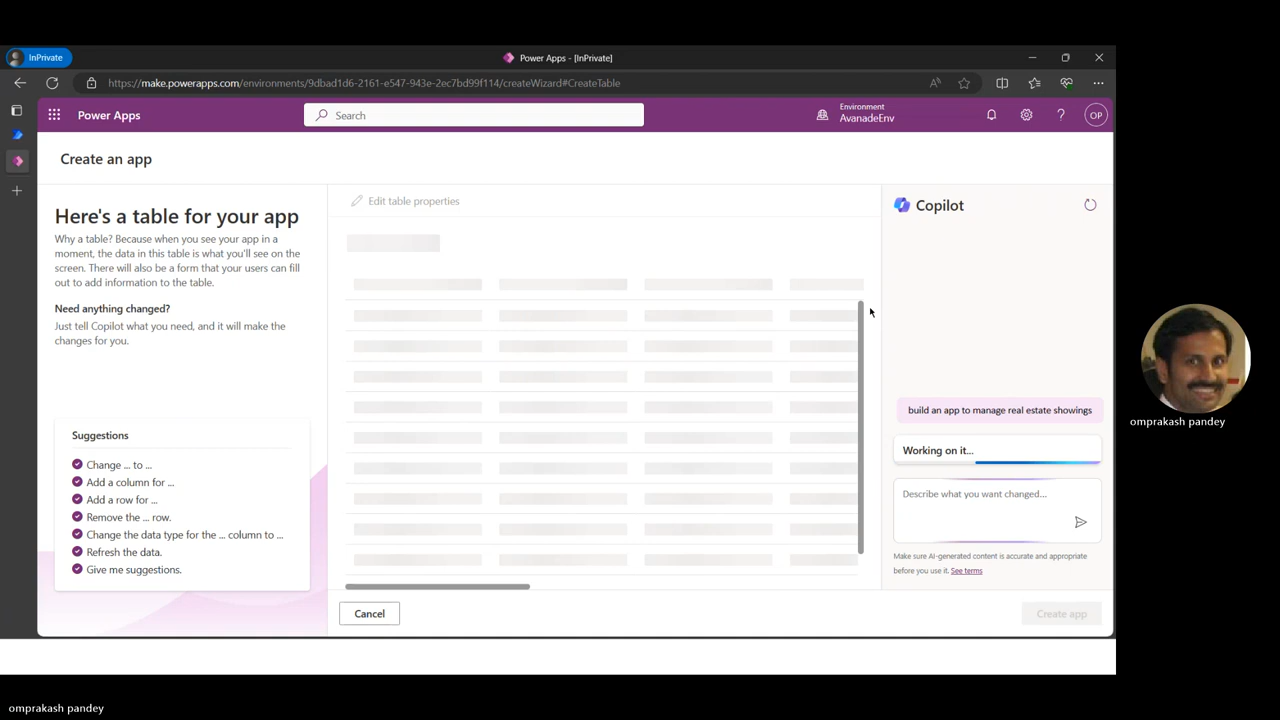 InPrivate
Power Apps - [InPrivate]
https://make.powerapps.com/environments/9dbad1d6-2161-e547-943e-2ec7bd99f114/createWizard#CreateTable
Power Apps
Search
Environment
AvanadeEnv
OP
Create an app
Here's a table for your app
Why a table? Because when you see your app in a
moment, the data in this table is what you'll see on the
screen. There will also be a form that your users can fill
out to add information to the table.
Need anything changed?
Just tell Copilot what you need, and it will make the
changes for you.
Suggestions
Change ... to ...
Add a column for ...
Add a row for ...
Remove the ... row.
Change the data type for the ... column to ...
Refresh the data.
Give me suggestions.
Edit table properties
Cancel
Copilot
build an app to manage real estate showings
Working on it...
Describe what you want changed...
Make sure AI-generated content is accurate and appropriate
before you use it. See terms
Create app
omprakash pandey
omprakash pandey